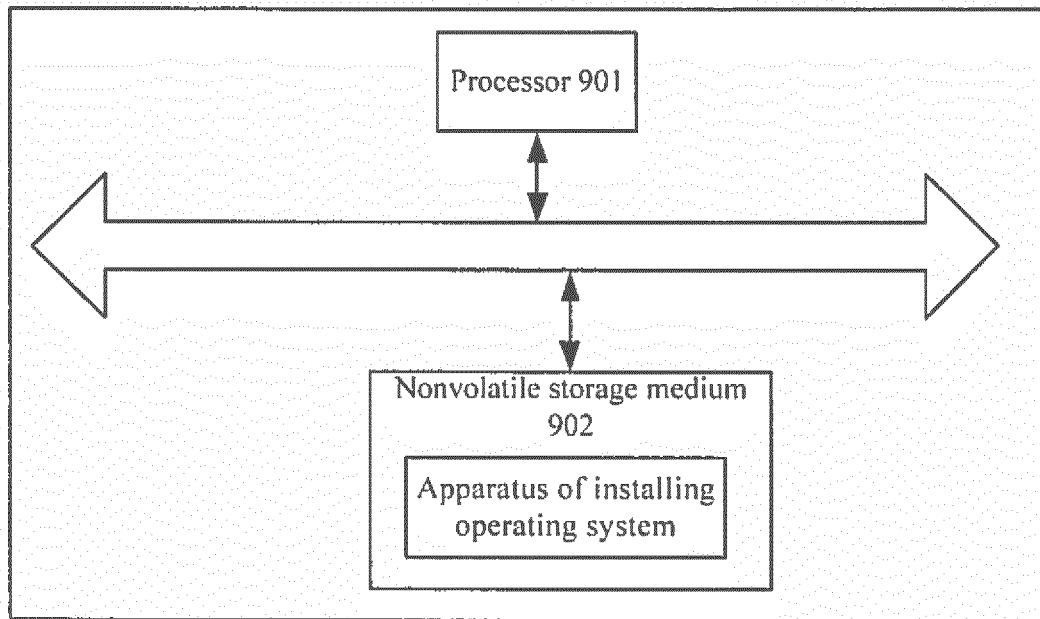 Processor 901
Nonvolatile storage medium
902
Apparatus of installing
operating system